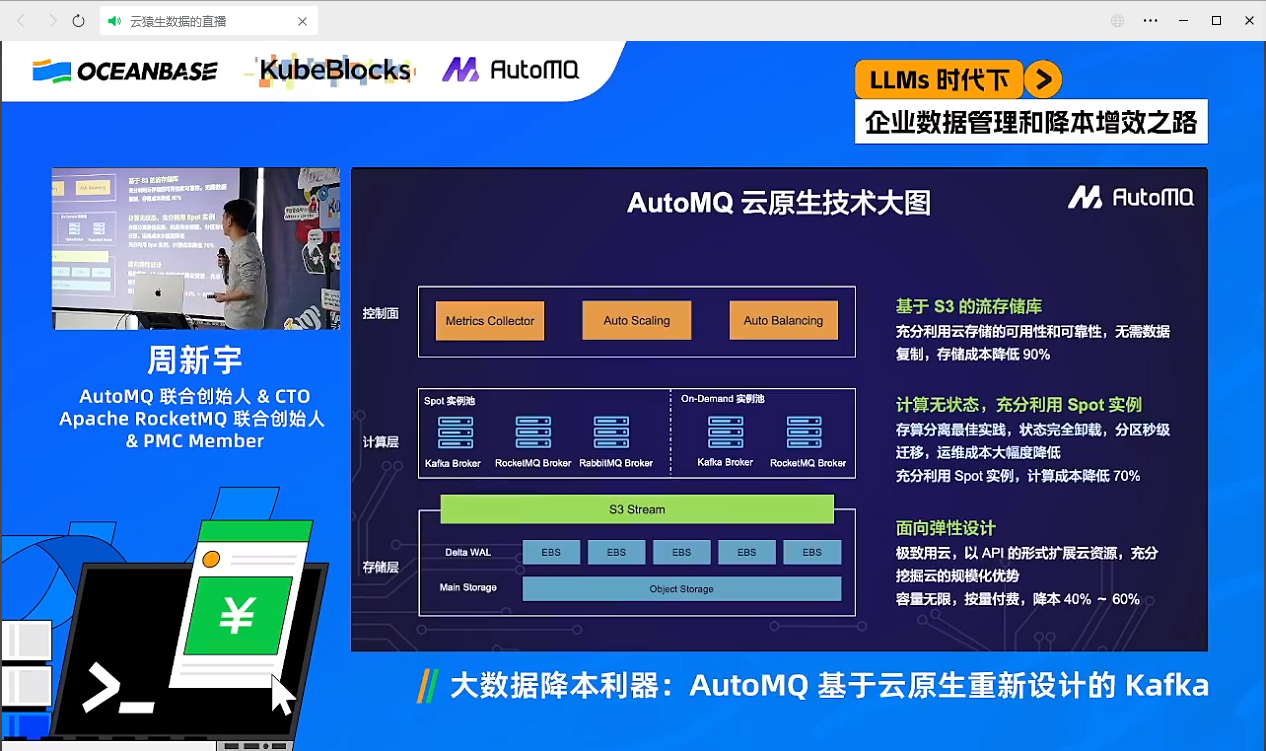 云猿生数据的直播
OCEANBASE
KubeBlocks
AutoMQ
LLMs 时代下
企业数据管理和降本增效之路
周新宇
AutoMQ 联合创始人 & CTO
Apache RocketMQ 联合创始人
& PMC Member
AutoMQ 云原生技术大图
AutoMQ
控制面
Metrics Collector
Auto Scaling
Auto Balancing
计算层
Spot 实例池
On-Demand 实例池
Kafka Broker
RocketMQ Broker
RabbitMQ Broker
Kafka Broker
RocketMQ Broker
存储层
S3 Stream
Delta WAL
EBS
EBS
EBS
EBS
EBS
Main Storage
Object Storage
基于 S3 的流存储库
充分利用云存储的可用性和可靠性，无需数据
复制，存储成本降低 90%
计算无状态，充分利用 Spot 实例
存算分离最佳实践，状态完全卸载，分区秒级
迁移，运维成本大幅度降低
充分利用 Spot 实例，计算成本降低 70%
面向弹性设计
极致用云，以 API 的形式扩展云资源，充分
挖掘云的规模化优势
容量无限，按量付费，降本 40% ~ 60%
¥
大数据降本利器：AutoMQ 基于云原生重新设计的 Kafka